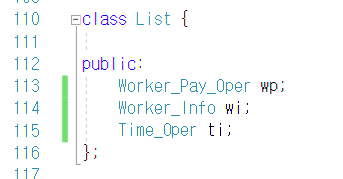 110 class List {
111
112 public:
113 Worker_Pay_Oper wp;
114 Worker_Info wi;
115 Time_Oper ti;
116 };
117